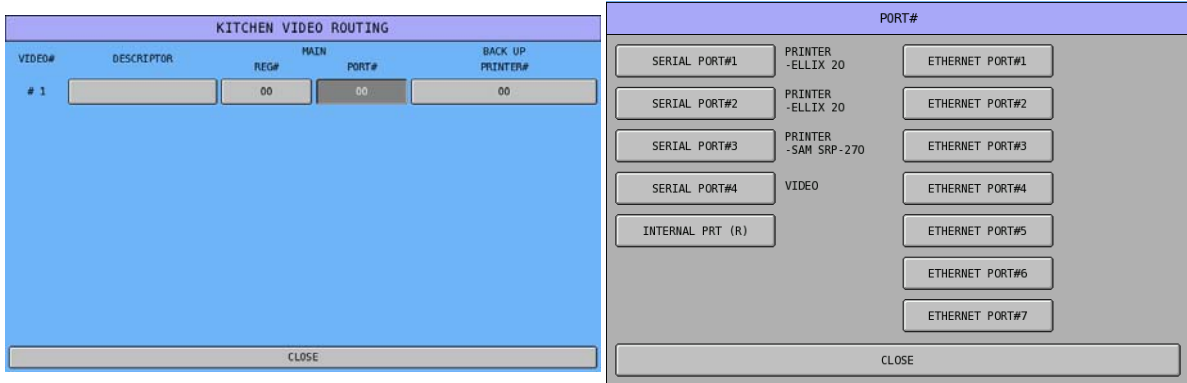 KITCHEN VIDEO ROUTING
VIDEO# DESCRIPTOR MAIN BACK UP
REG# PORT# PRINTER#
# 1 00 00 00
CLOSE
PORT#
SERIAL PORT#1 PRINTER ETHERNET PORT#1
-ELLIX 20
SERIAL PORT#2 PRINTER ETHERNET PORT#2
-ELLIX 20
SERIAL PORT#3 PRINTER ETHERNET PORT#3
-SAM SRP-270
SERIAL PORT#4 VIDEO ETHERNET PORT#4
INTERNAL PRT (R) ETHERNET PORT#5
ETHERNET PORT#6
ETHERNET PORT#7
CLOSE